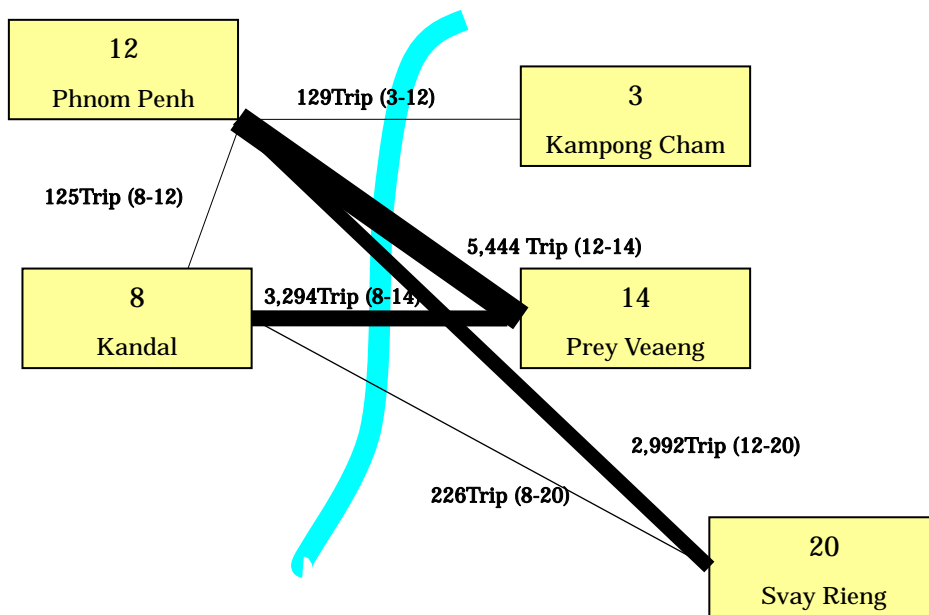 12
Phnom Penh
129Trip (3-12)
3
Kampong Cham
125Trip (8-12)
5,444 Trip (12-14)
8
Kandal
3,294Trip (8-14)
14
Prey Veaeng
2,992Trip (12-20)
226Trip (8-20)
20
Svay Rieng